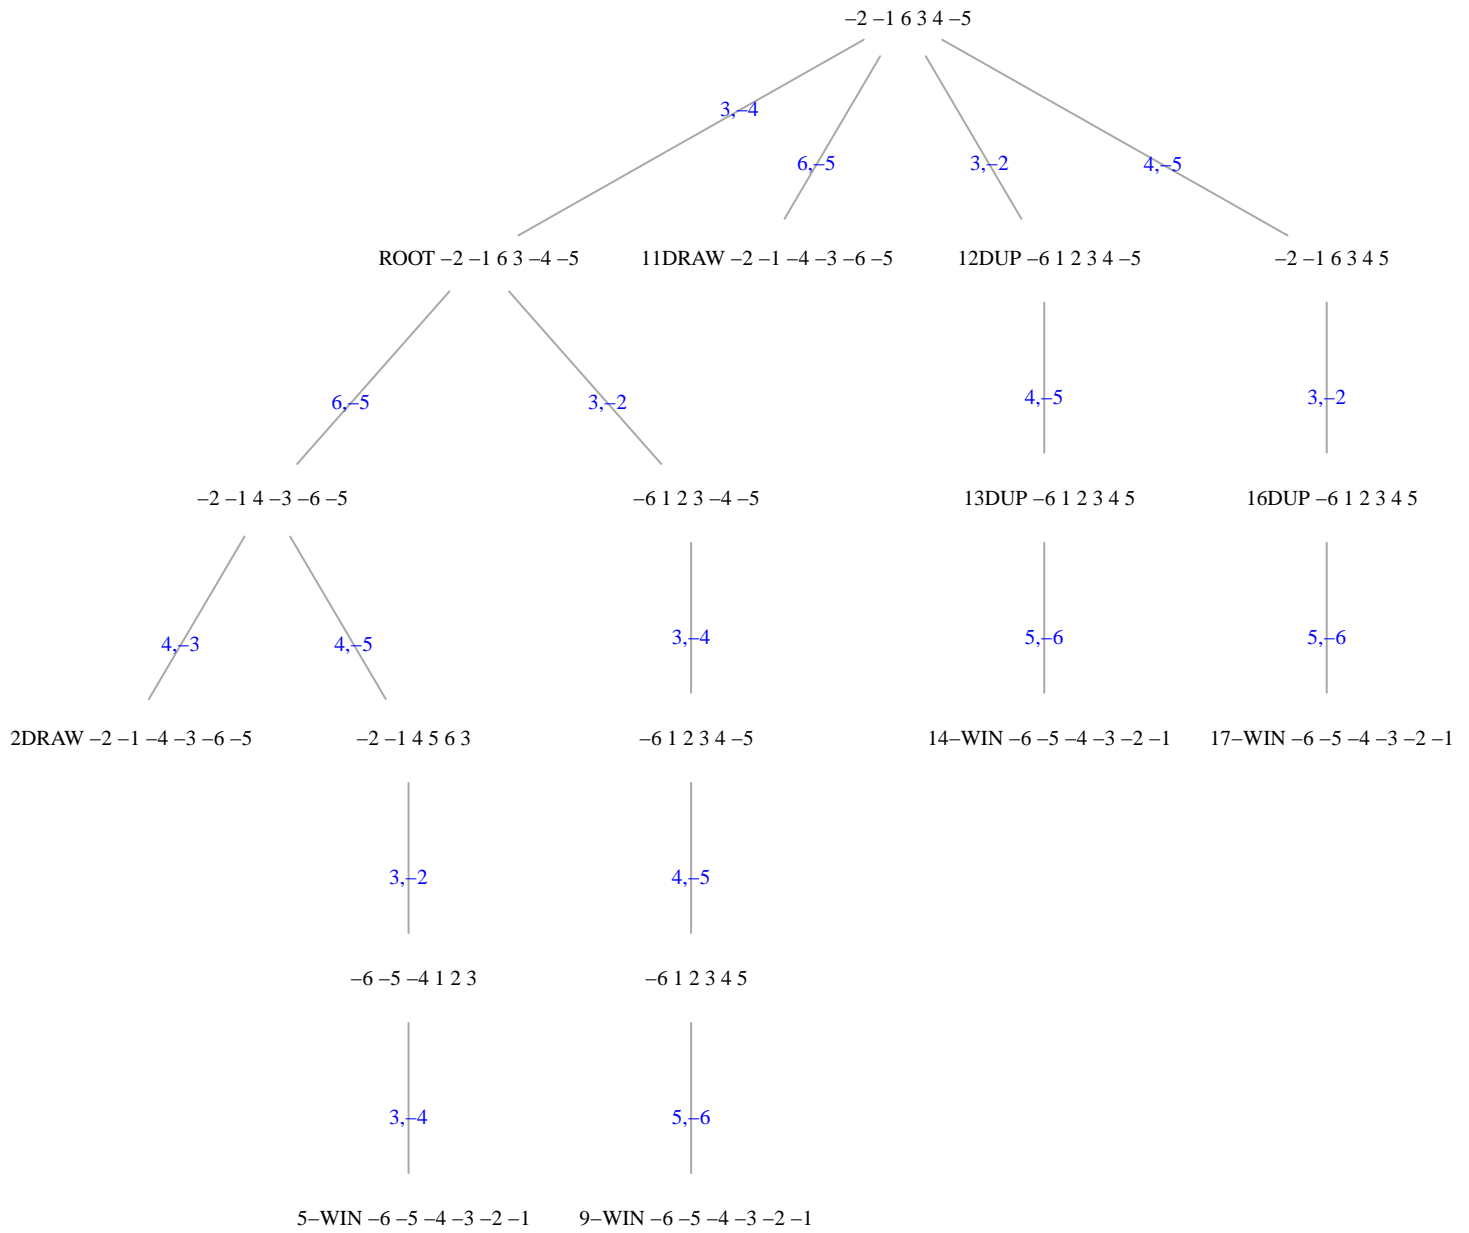 –2 –1 6 3 4 –5
3,–4
6,–5
3,–2
4,–5
ROOT –2 –1 6 3 –4 –5
11DRAW –2 –1 –4 –3 –6 –5
12DUP –6 1 2 3 4 –5
–2 –1 6 3 4 5
6,–5
3,–2
4,–5
3,–2
–2 –1 4 –3 –6 –5
–6 1 2 3 –4 –5
13DUP –6 1 2 3 4 5
16DUP –6 1 2 3 4 5
4,–3
4,–5
3,–4
5,–6
5,–6
2DRAW –2 –1 –4 –3 –6 –5
–2 –1 4 5 6 3
–6 1 2 3 4 –5
14–WIN –6 –5 –4 –3 –2 –1
17–WIN –6 –5 –4 –3 –2 –1
3,–2
4,–5
–6 –5 –4 1 2 3
–6 1 2 3 4 5
3,–4
5,–6
5–WIN –6 –5 –4 –3 –2 –1
9–WIN –6 –5 –4 –3 –2 –1